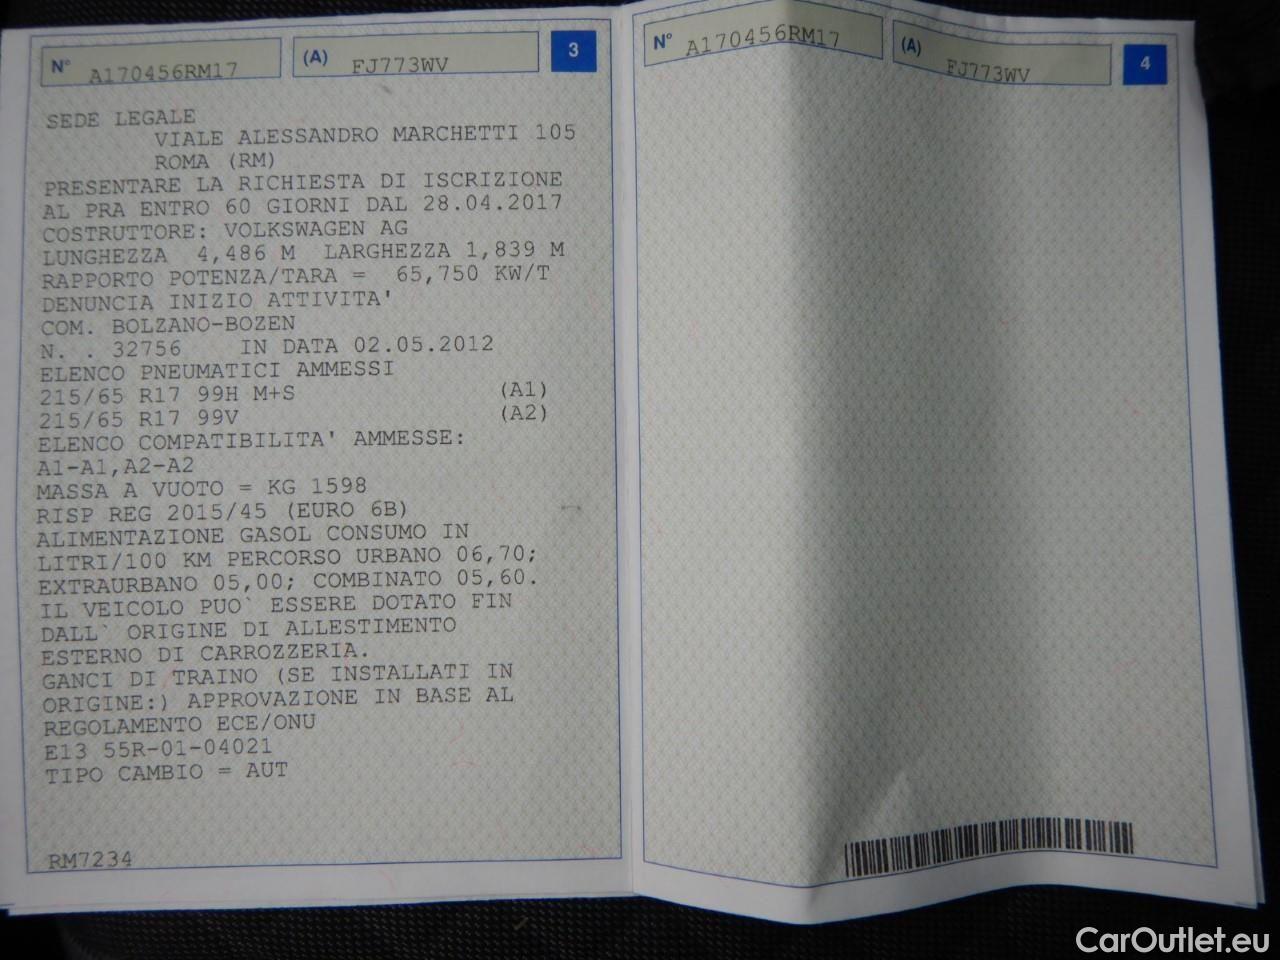 N° A170456RM17 (A) FJ773WV 3
SEDE LEGALE
VIALE ALESSANDRO MARCHETTI 105
ROMA (RM)
PRESENTARE LA RICHIESTA DI ISCRIZIONE
AL PRA ENTRO 60 GIORNI DAL 28.04.2017
COSTRUTTORE: VOLKSWAGEN AG
LUNGHEZZA 4,486 M LARGHEZZA 1,839 M
RAPPORTO POTENZA/TARA = 65,750 KW/T
DENUNCIA INIZIO ATTIVITA'
COM. BOLZANO-BOZEN
N. . 32756 IN DATA 02.05.2012
ELENCO PNEUMATICI AMMESSI
215/65 R17 99H M+S (A1)
215/65 R17 99V (A2)
ELENCO COMPATIBILITA' AMMESSE:
A1-A1,A2-A2
MASSA A VUOTO = KG 1598
RISP REG 2015/45 (EURO 6B)
ALIMENTAZIONE GASOL CONSUMO IN
LITRI/100 KM PERCORSO URBANO 06,70;
EXTRAURBANO 05,00; COMBINATO 05,60.
IL VEICOLO PUO` ESSERE DOTATO FIN
DALL` ORIGINE DI ALLESTIMENTO
ESTERNO DI CARROZZERIA.
GANCI DI TRAINO (SE INSTALLATI IN
ORIGINE:) APPROVAZIONE IN BASE AL
REGOLAMENTO ECE/ONU
E13 55R-01-04021
TIPO CAMBIO = AUT
RM7234
N° A170456RM17 (A) FJ773WV 4
CarOutlet.eu